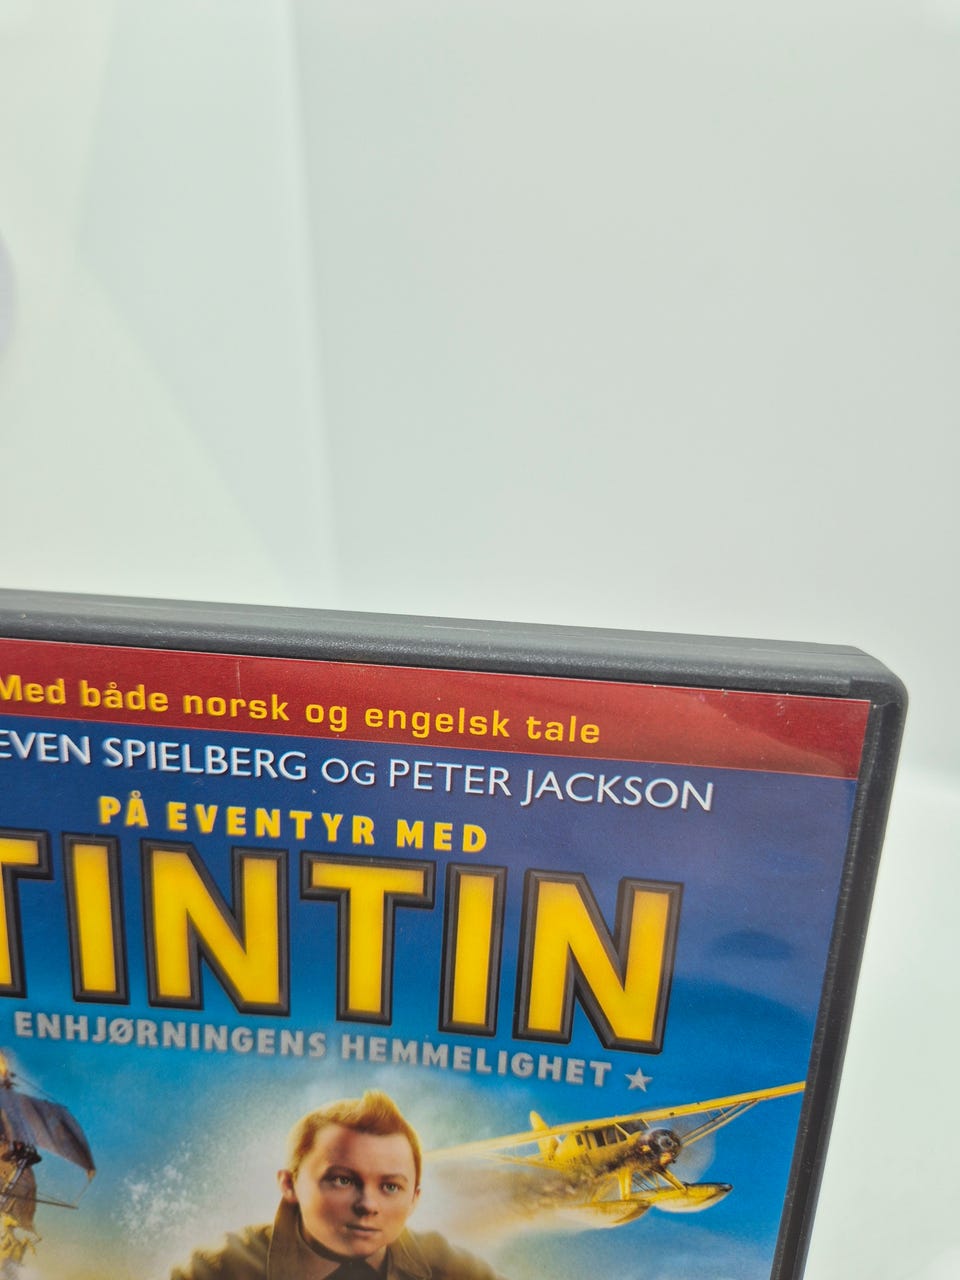 Med både norsk og engelsk tale
EVEN SPIELBERG OG PETER JACKSON
PÅ EVENTYR MED
TINTIN
ENHJØRNINGENS HEMMELIGHET